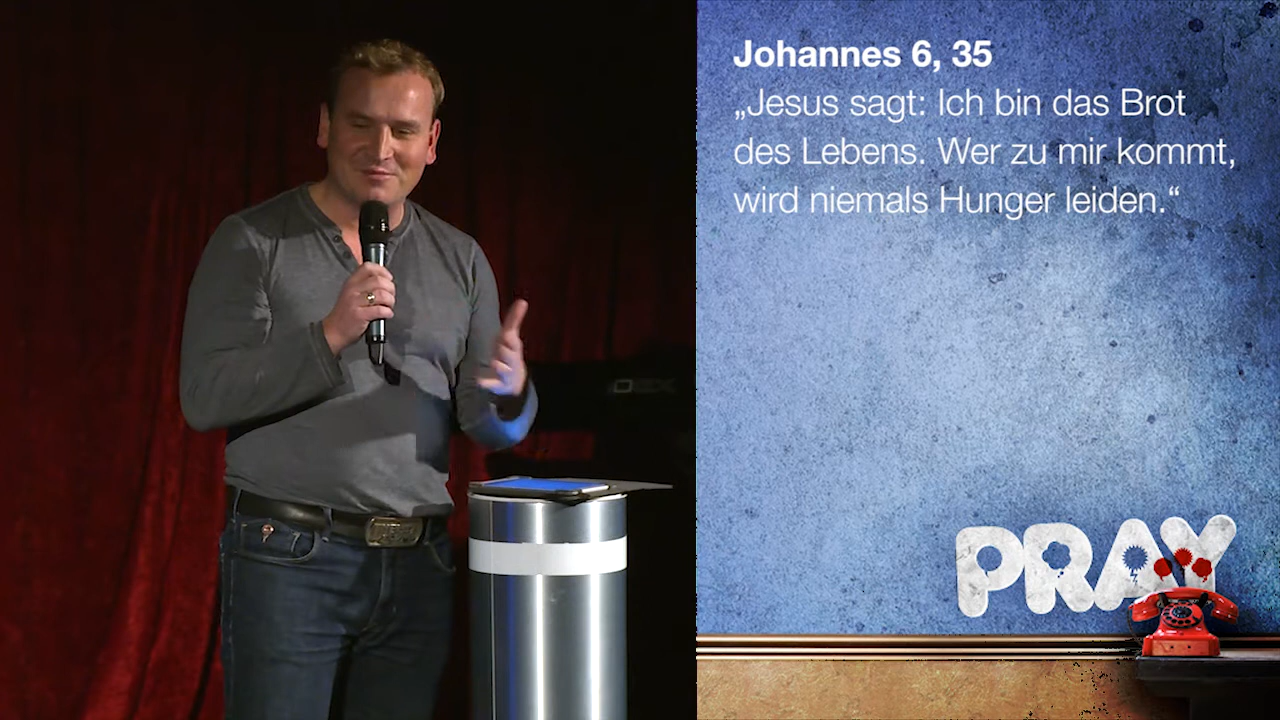 Johannes 6, 35
„Jesus sagt: Ich bin das Brot
des Lebens. Wer zu mir kommt,
wird niemals Hunger leiden.“
PRAY